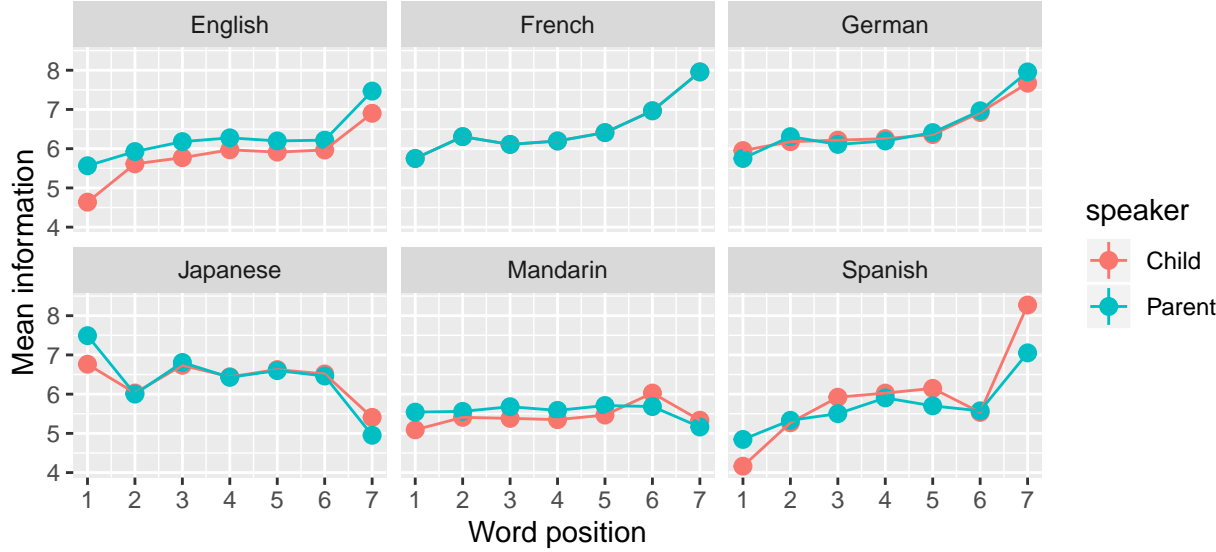 English French German
8
7
6
5
4
Japanese Mandarin Spanish
8
7
6
5
4
1 2 3 4 5 6 7 1 2 3 4 5 6 7 1 2 3 4 5 6 7
Word position
Mean information
speaker
Child
Parent